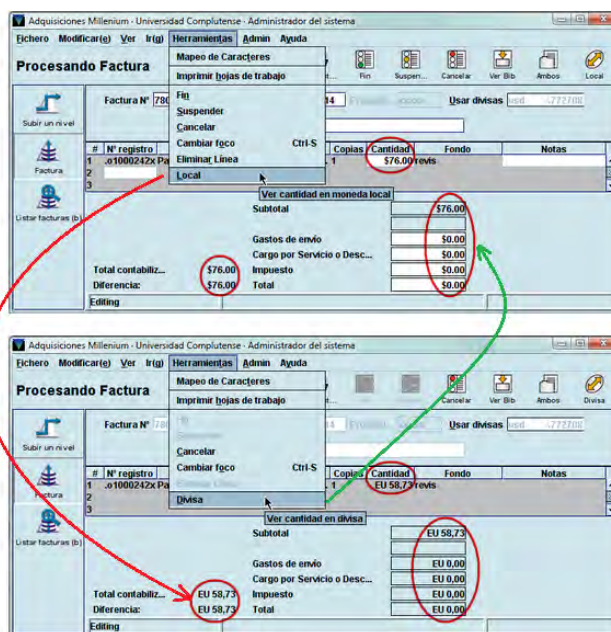 Adquisiciones Millenium - Universidad Complutense - Administrador del sistema
Fichero Modificar(e) Ver Ir(g) Herramientas Admin Ayuda
Procesando Factura
Mapeo de Caracteres
Imprimir hojas de trabajo
Fin
Suspender
Cancelar
Cambiar foco Ctrl-S
Eliminar Línea
Local
Fin Suspen... Cancelar Ver Bib Ambos Local
Subir un nivel
Factura
Listar facturas (b)
Factura Nº 780
Usar divisas usd
# Nº registro Copias Cantidad Fondo Notas
1 .o1000242x Pa 1 $76.00 revis
2
3
Ver cantidad en moneda local
Subtotal $76.00
Gastos de envio $0.00
Cargo por Servicio o Desc... $0.00
Total contabiliz... $76.00 Impuesto $0.00
Diferencia: $76.00 Total $0.00
Editing
Adquisiciones Millenium - Universidad Complutense - Administrador del sistema
Fichero Modificar(e) Ver Ir(g) Herramientas Admin Ayuda
Procesando Factura
Mapeo de Caracteres
Imprimir hojas de trabajo
Cancelar
Cambiar foco Ctrl-S
Divisa
Cancelar Ver Bib Ambos Divisa
Subir un nivel
Factura
Listar facturas (b)
Factura Nº
Usar divisas usd
# Nº registro Copias Cantidad Fondo Notas
1 .o1000242x Pa 1 EU 58,73 revis
2
3
Ver cantidad en divisa
Subtotal EU 58,73
Gastos de envio EU 0,00
Cargo por Servicio o Desc... EU 0,00
Total contabiliz... EU 58,73 Impuesto EU 0,00
Diferencia: EU 58,73 Total EU 0,00
Editing